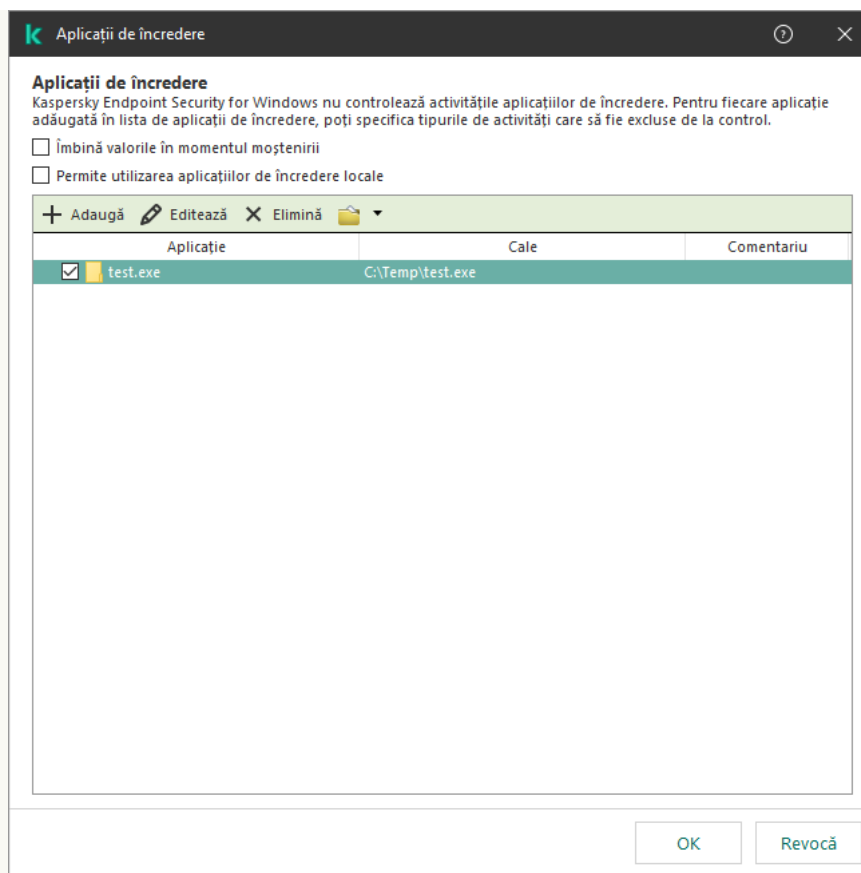 Aplicații de încredere
Aplicații de încredere
Kaspersky Endpoint Security for Windows nu controlează activitățile aplicațiilor de încredere. Pentru fiecare aplicație
adăugată în lista de aplicații de încredere, poți specifica tipurile de activități care să fie excluse de la control.
Îmbină valorile în momentul moștenirii
Permite utilizarea aplicațiilor de încredere locale
Adaugă Editează Elimină
Aplicație Cale Comentariu
test.exe C:\Temp\test.exe
OK Revocă